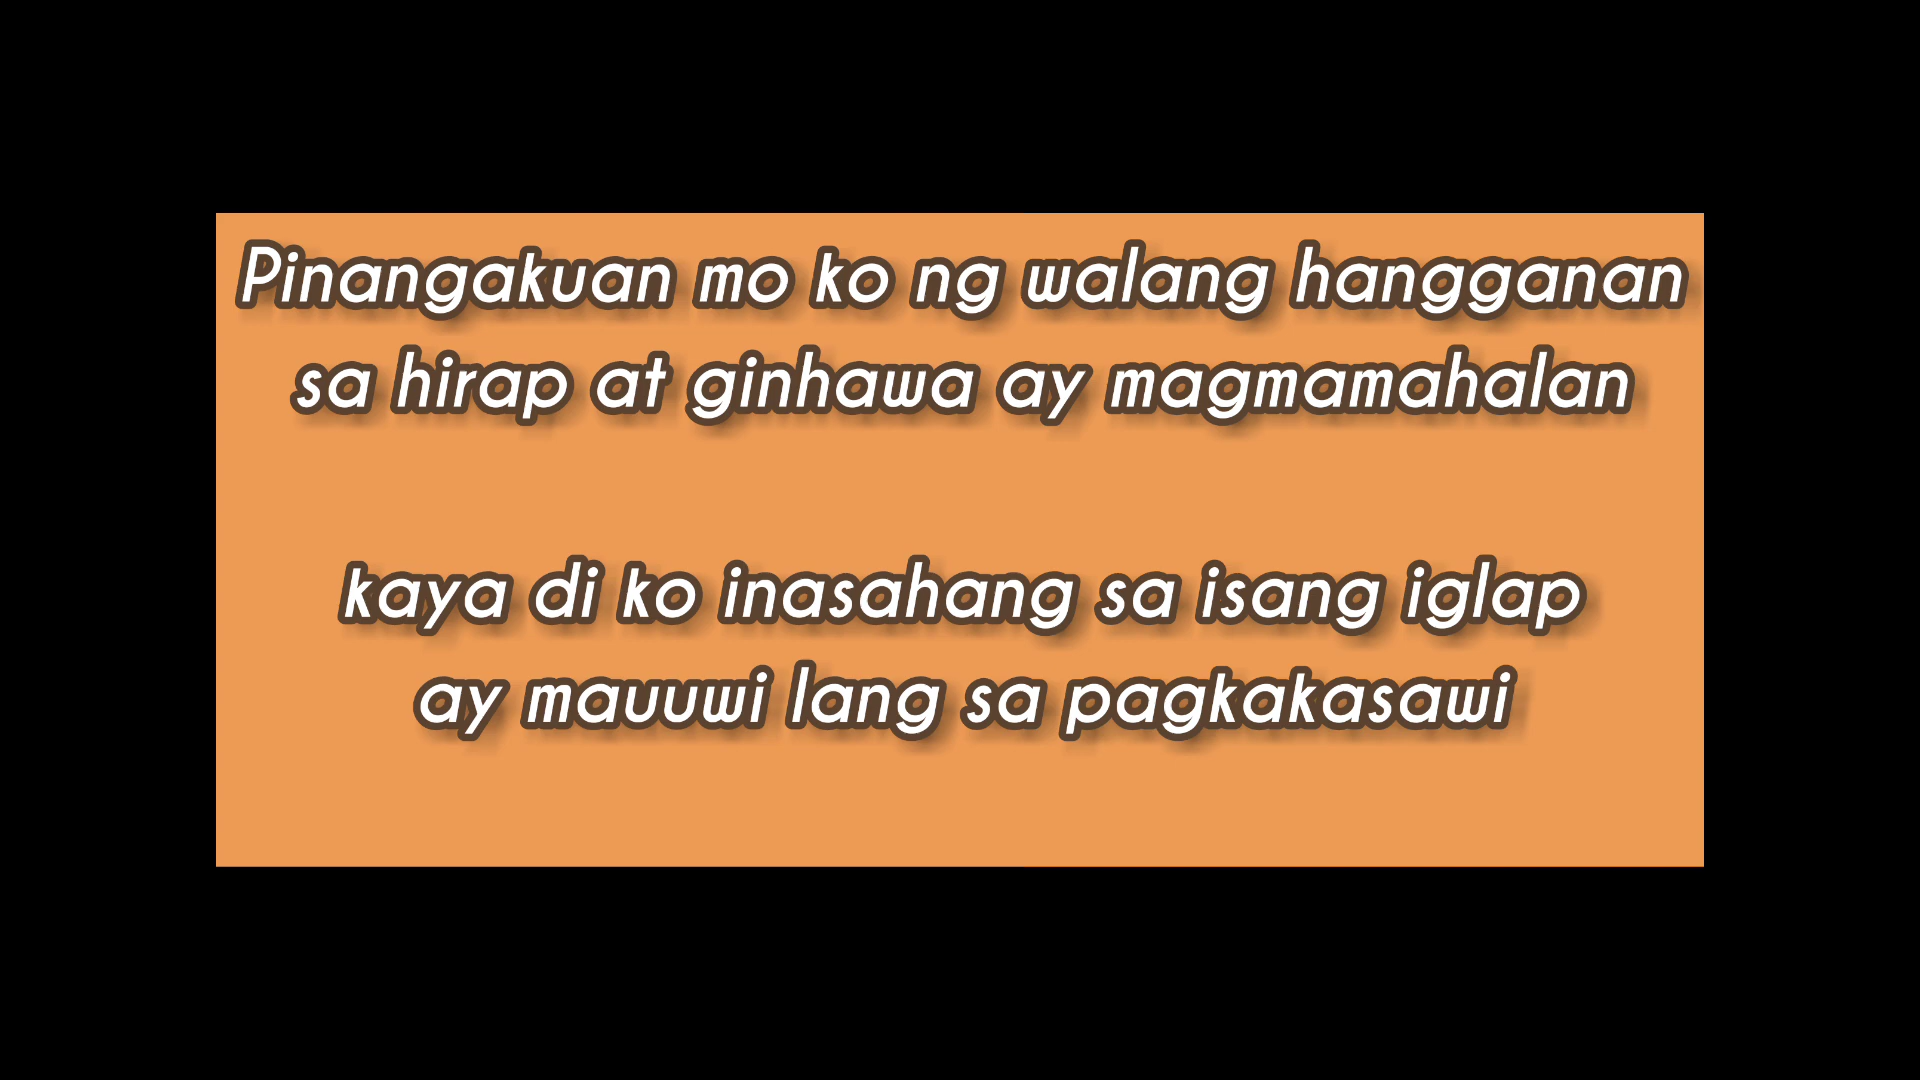 Pinangakuan mo ko ng walang hangganan
sa hirap at ginhawa ay magmamahalan
kaya di ko inasahang sa isang iglap
ay mauuwi lang sa pagkakasawi